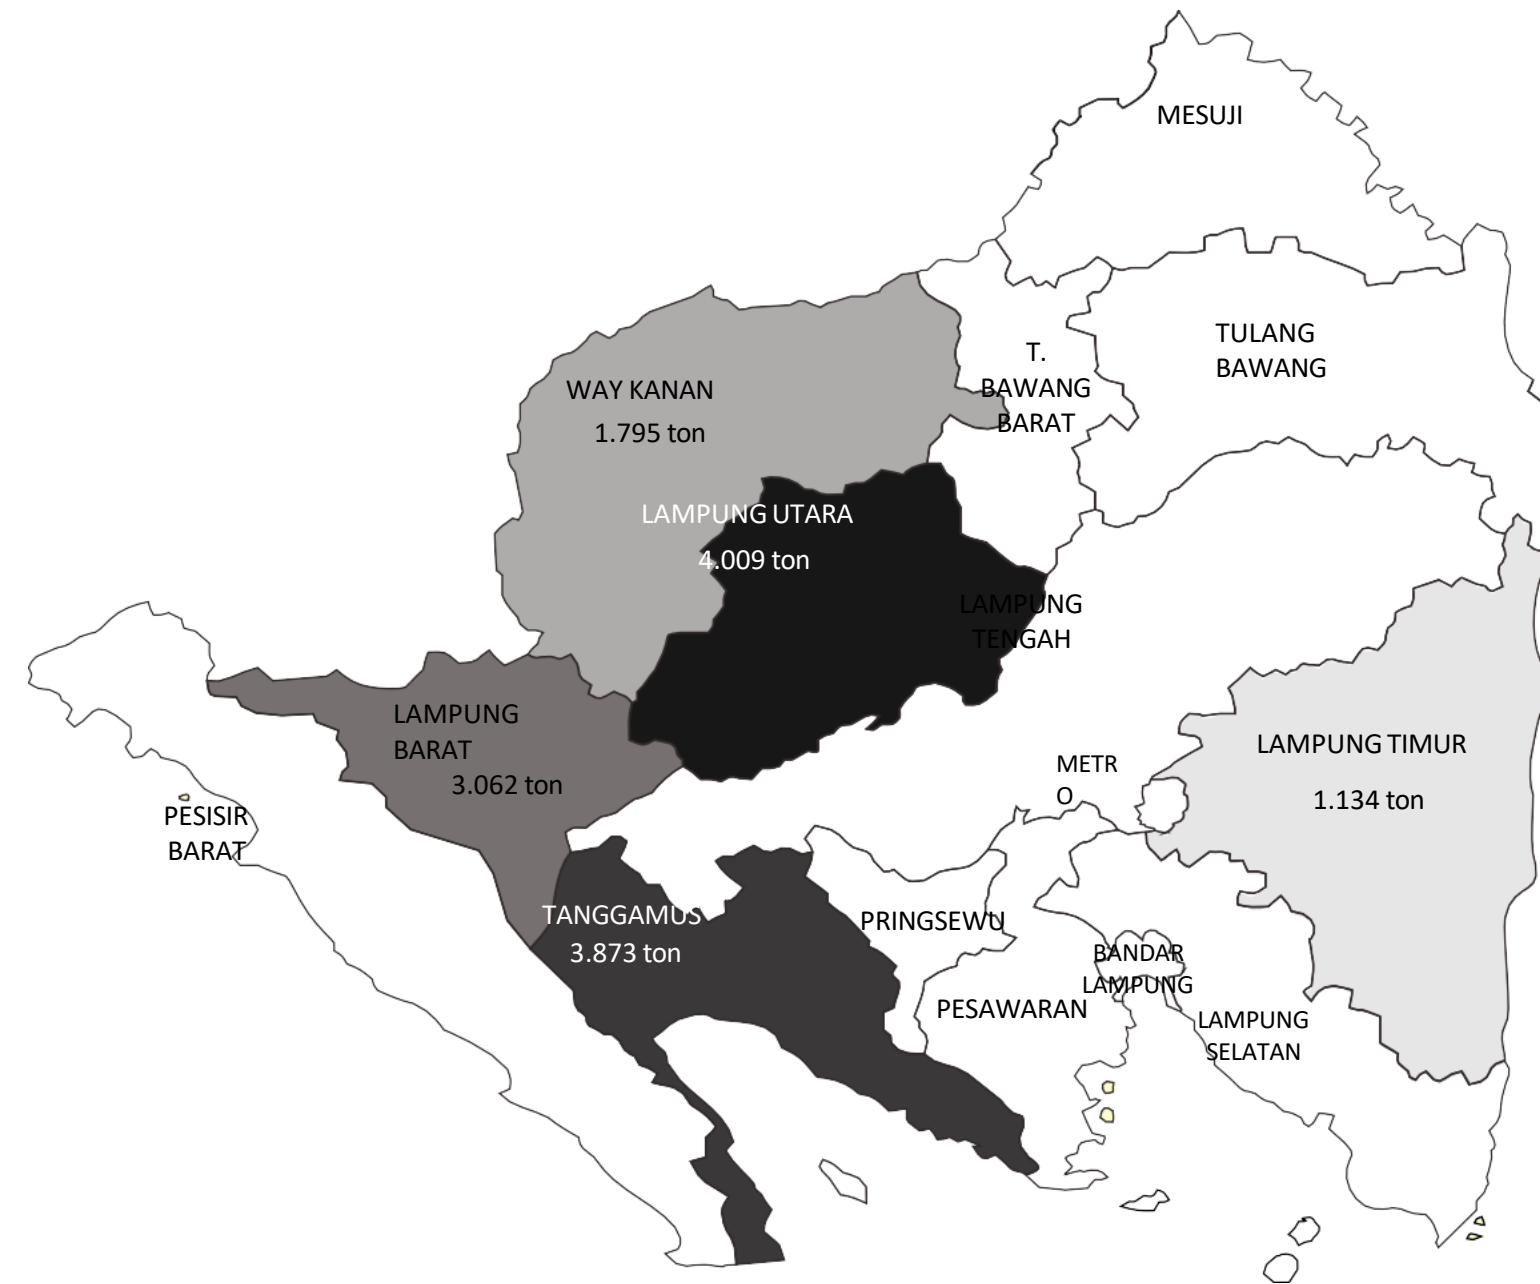 MESUJI
TULANG
BAWANG
T.
BAWANG
BARAT
WAY KANAN
1.795 ton
LAMPUNG UTARA
4.009 ton
LAMPUNG
TENGAH
LAMPUNG
BARAT
3.062 ton
LAMPUNG TIMUR
1.134 ton
METR
O
PESISIR
BARAT
TANGGAMUS
3.873 ton
PRINGSEWU
BANDAR
LAMPUNG
PESAWARAN
LAMPUNG
SELATAN